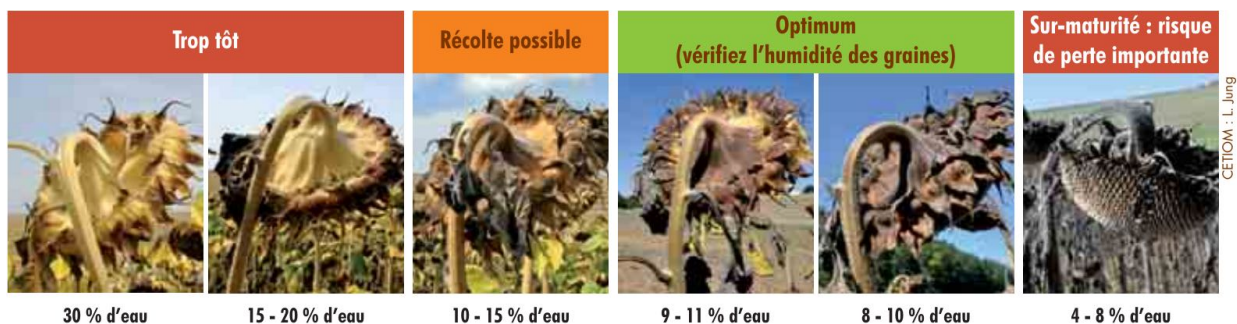 Trop tôt
Récolte possible
Optimum
(vérifiez l'humidité des graines)
Sur-maturité : risque
de perte importante
CETIOM : L. Jung
30 % d'eau
15 - 20 % d'eau
10 - 15 % d'eau
9 - 11 % d'eau
8 - 10 % d'eau
4 - 8 % d'eau